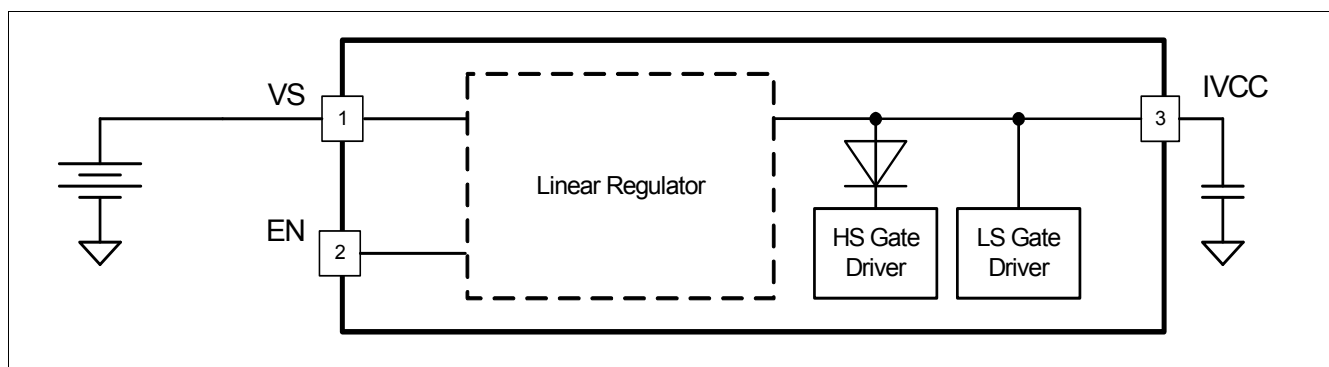 VS
IVCC
1
3
Linear Regulator
EN
2
HS Gate
Driver
LS Gate
Driver